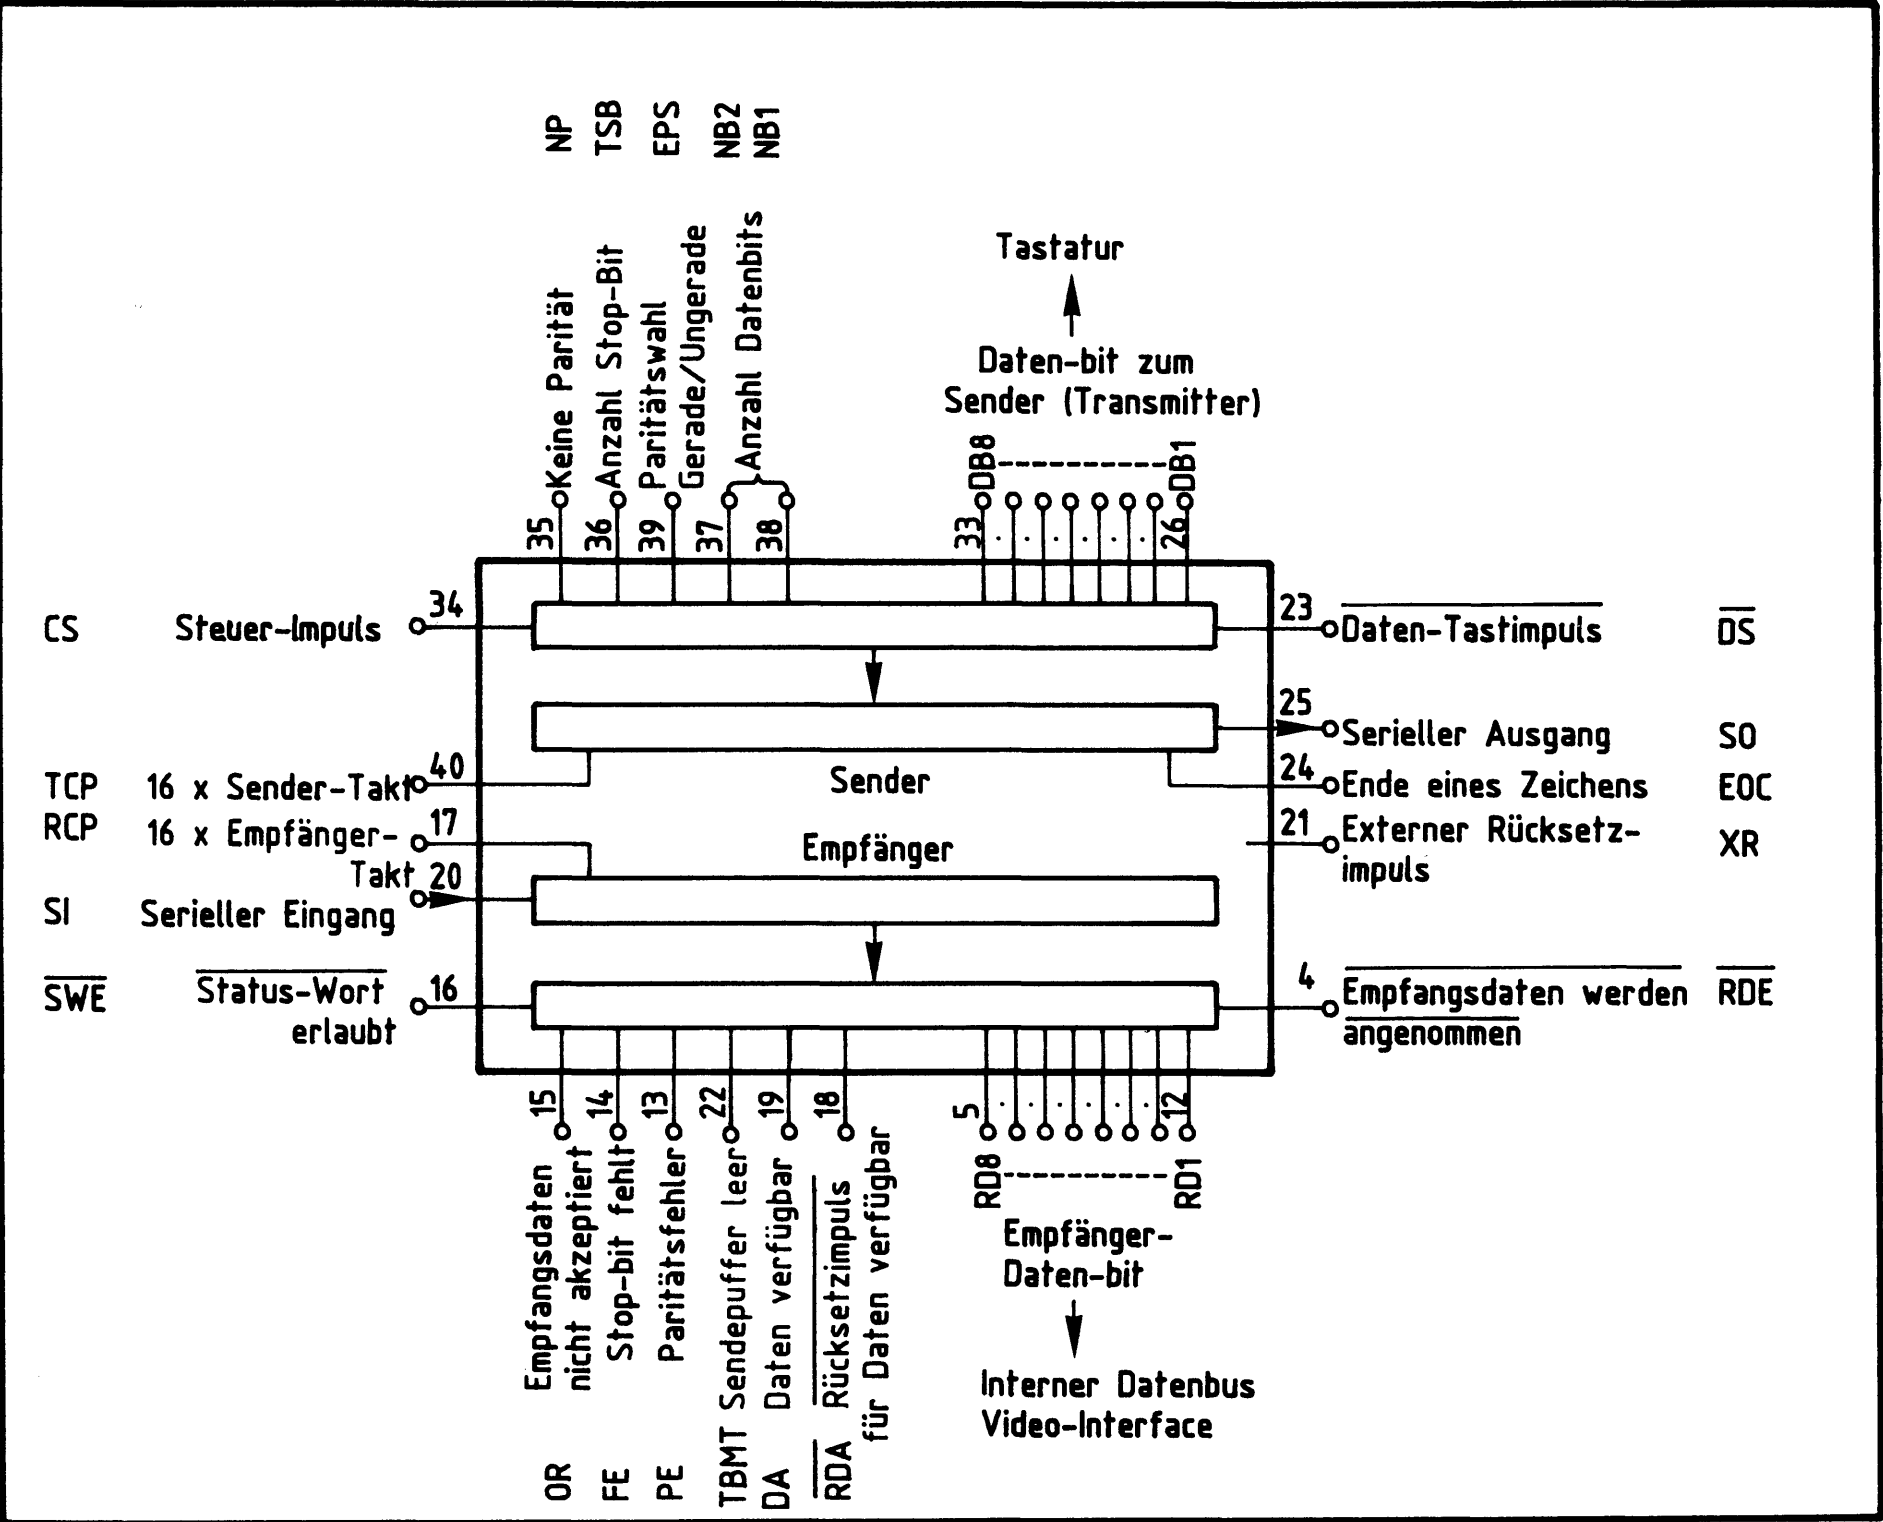 NP
TSB
EPS
NB2
NB1
Keine Parität
Anzahl Stop-Bit
Paritätswahl
Gerade/Ungerade
Anzahl Datenbits
Tastatur
Daten-bit zum
Sender (Transmitter)
DB8----------DB1
35
36
39
37
38
33
26
CS Steuer-Impuls 34
23 Daten-Tastimpuls DS
25 Serieller Ausgang SO
TCP 16 x Sender-Takt 40
Sender
24 Ende eines Zeichens EOC
RCP 16 x Empfänger- 17
Takt
Empfänger
21 Externer Rücksetz-
impuls
XR
20
SI Serieller Eingang
SWE Status-Wort 16
erlaubt
4 Empfangsdaten werden RDE
angenommen
15
14
13
22
19
18
5
12
RD8----------RD1
Empfangsdaten
nicht akzeptiert
Stop-bit fehlt
Paritätsfehler
Sendepuffer leer
Daten verfügbar
Rücksetzimpuls
für Daten verfügbar
Empfänger-
Daten-bit
Interner Datenbus
Video-Interface
OR
FE
PE
TBMT
DA
RDA